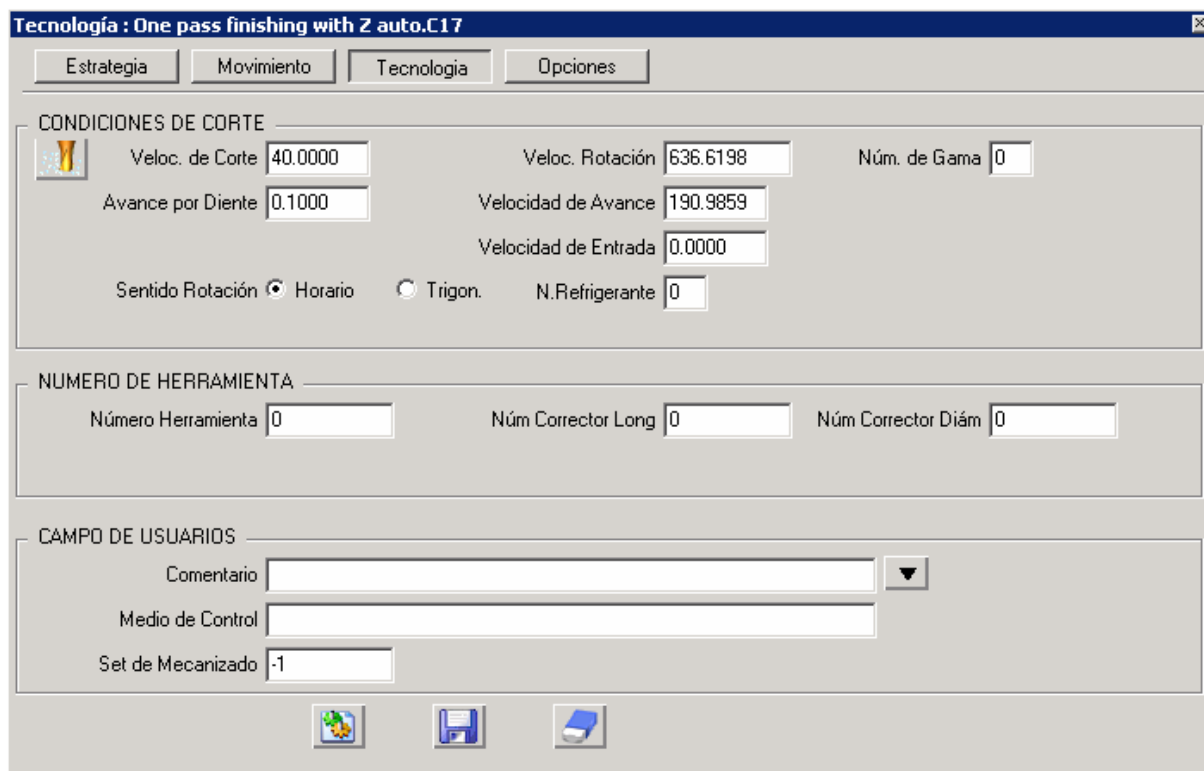 Tecnología : One pass finishing with Z auto.C17
Estrategia Movimiento Tecnologia Opciones
CONDICIONES DE CORTE
Veloc. de Corte 40.0000 Veloc. Rotación 636.6198 Núm. de Gama 0
Avance por Diente 0.1000 Velocidad de Avance 190.9859
Velocidad de Entrada 0.0000
Sentido Rotación Horario Trigon. N.Refrigerante 0
NUMERO DE HERRAMIENTA
Número Herramienta 0 Núm Corrector Long 0 Núm Corrector Diám 0
CAMPO DE USUARIOS
Comentario
Medio de Control
Set de Mecanizado -1